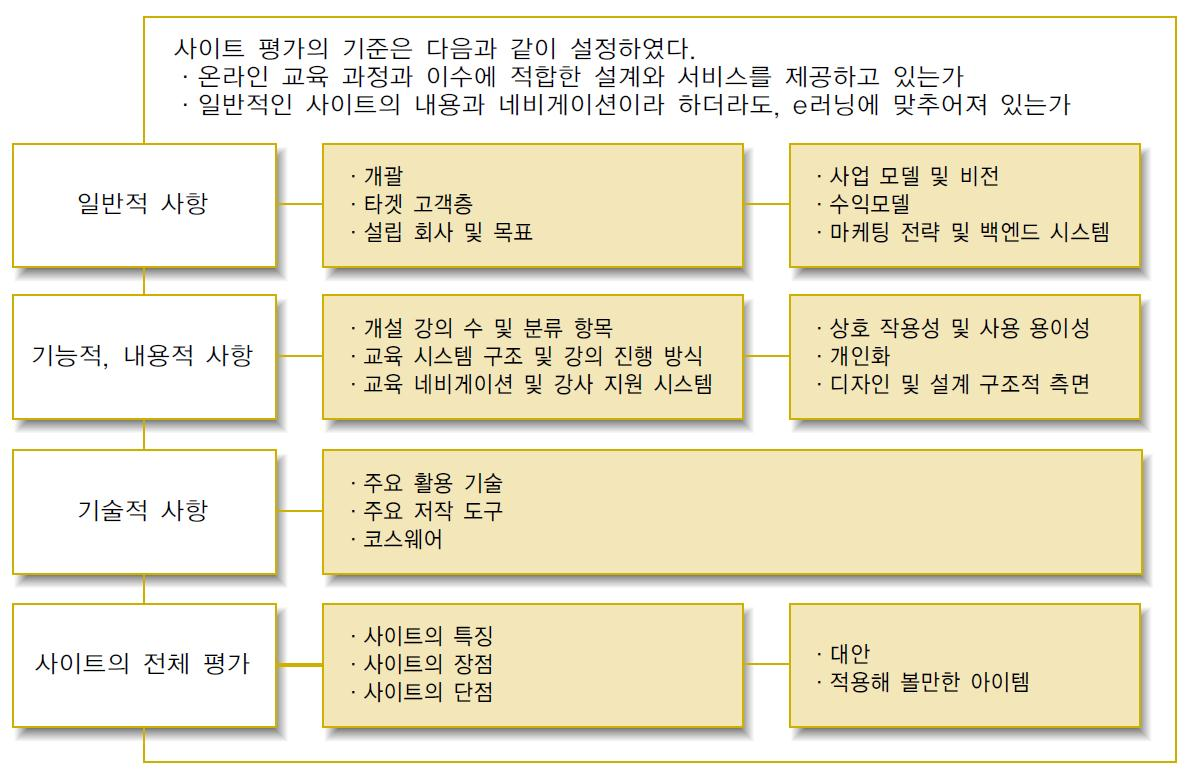 사이트 평가의 기준은 다음과 같이 설정하였다.
· 온라인 교육 과정과 이수에 적합한 설계와 서비스를 제공하고 있는가
· 일반적인 사이트의 내용과 네비게이션이라 하더라도, e러닝에 맞추어져 있는가
일반적 사항
· 개괄
· 타겟 고객층
· 설립 회사 및 목표
· 사업 모델 및 비전
· 수익모델
· 마케팅 전략 및 백엔드 시스템
기능적, 내용적 사항
· 개설 강의 수 및 분류 항목
· 교육 시스템 구조 및 강의 진행 방식
· 교육 네비게이션 및 강사 지원 시스템
· 상호 작용성 및 사용 용이성
· 개인화
· 디자인 및 설계 구조적 측면
기술적 사항
· 주요 활용 기술
· 주요 저작 도구
· 코스웨어
사이트의 전체 평가
· 사이트의 특징
· 사이트의 장점
· 사이트의 단점
· 대안
· 적용해 볼만한 아이템